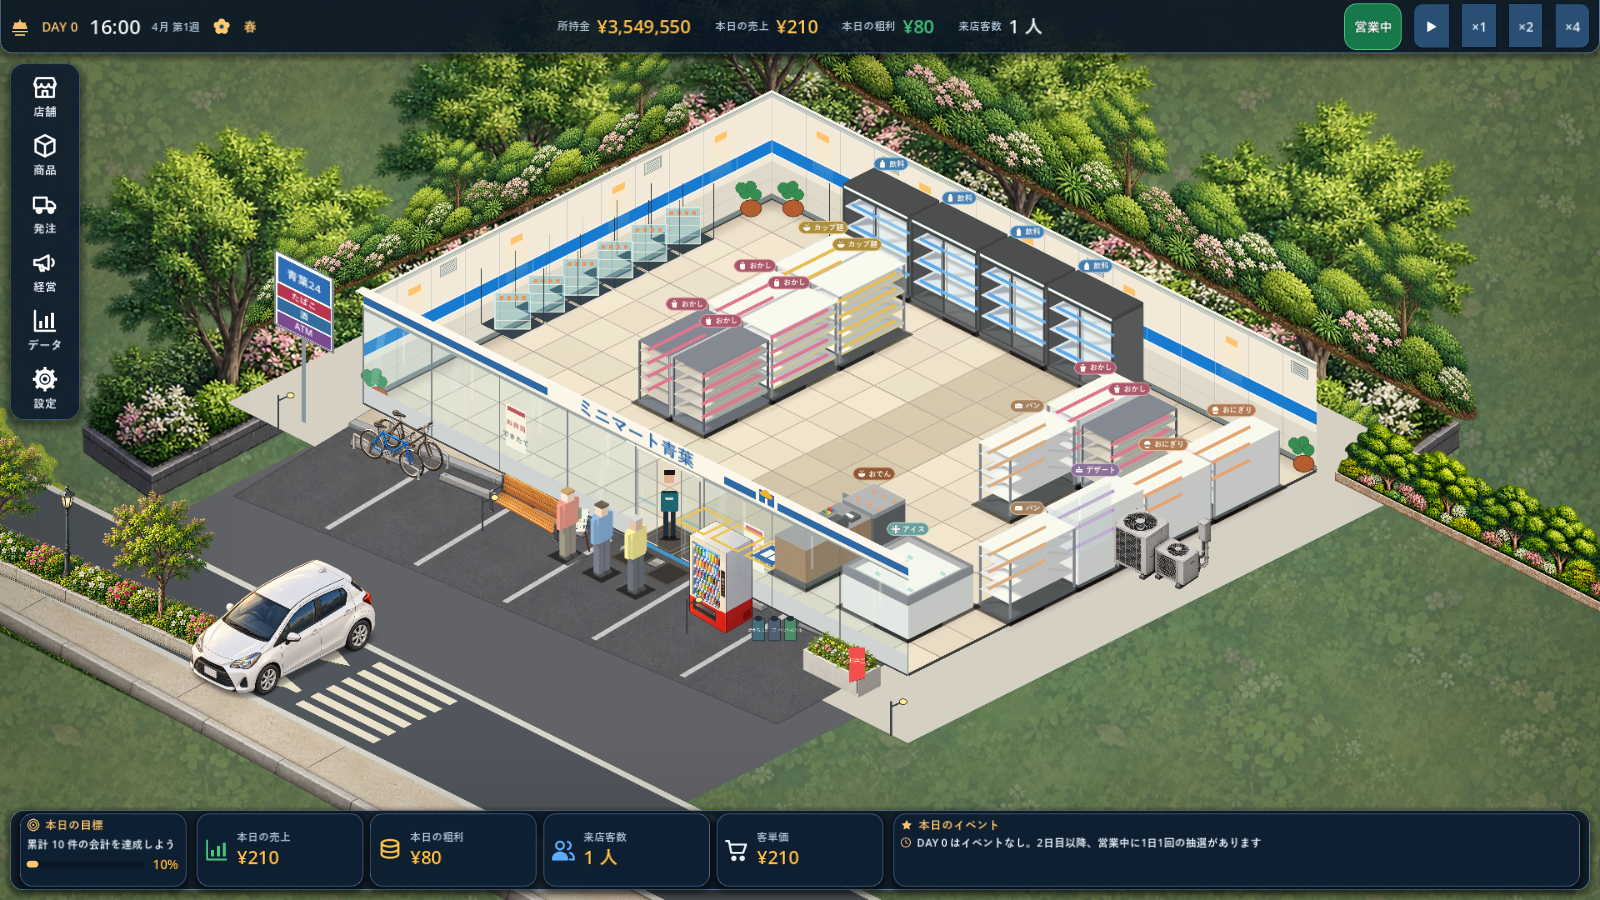 DAY 0 16:00 4月 第1週 春
所持金 ¥3,549,550 本日の売上 ¥210 本日の粗利 ¥80 来店客数 1 人
営業中 ×1 ×2 ×4
店舗
商品
発注
経営
データ
設定
飲料
飲料
飲料
飲料
カップ麺
カップ麺
おかし
おかし
おかし
おかし
おかし
おかし
パン
おにぎり
おにぎり
デザート
おでん
パン
アイス
青葉24
たばこ
酒
ATM
お弁当
できたて
ミニマート青葉
本日の目標
累計 10 件の会計を達成しよう
10%
本日の売上
¥210
本日の粗利
¥80
来店客数
1 人
客単価
¥210
本日のイベント
DAY 0 はイベントなし。2日目以降、営業中に1日1回の抽選があります